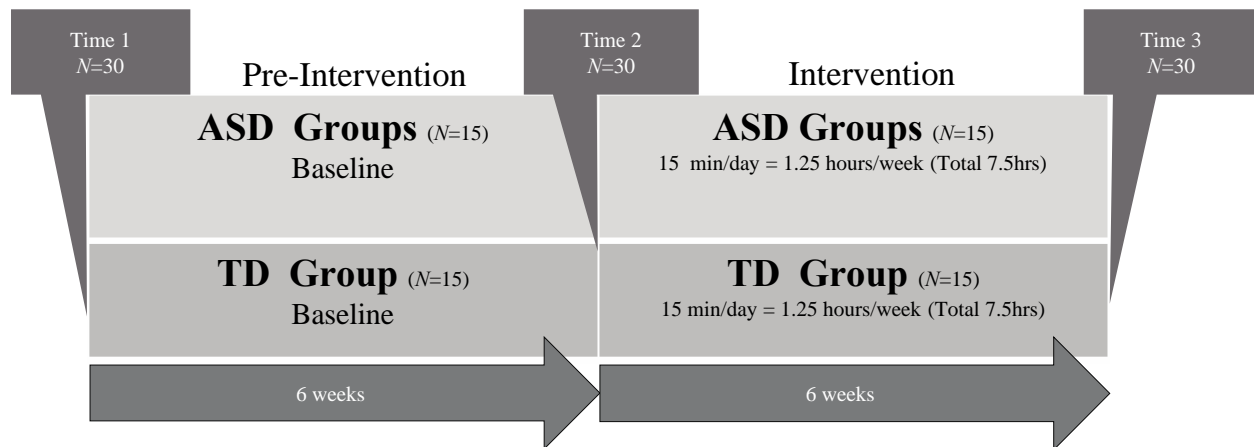 Time 1
N=30
Time 2
N=30
Time 3
N=30
Pre-Intervention
Intervention
ASD Groups (N=15)
Baseline
ASD Groups (N=15)
15 min/day = 1.25 hours/week (Total 7.5hrs)
TD Group (N=15)
Baseline
TD Group (N=15)
15 min/day = 1.25 hours/week (Total 7.5hrs)
6 weeks
6 weeks